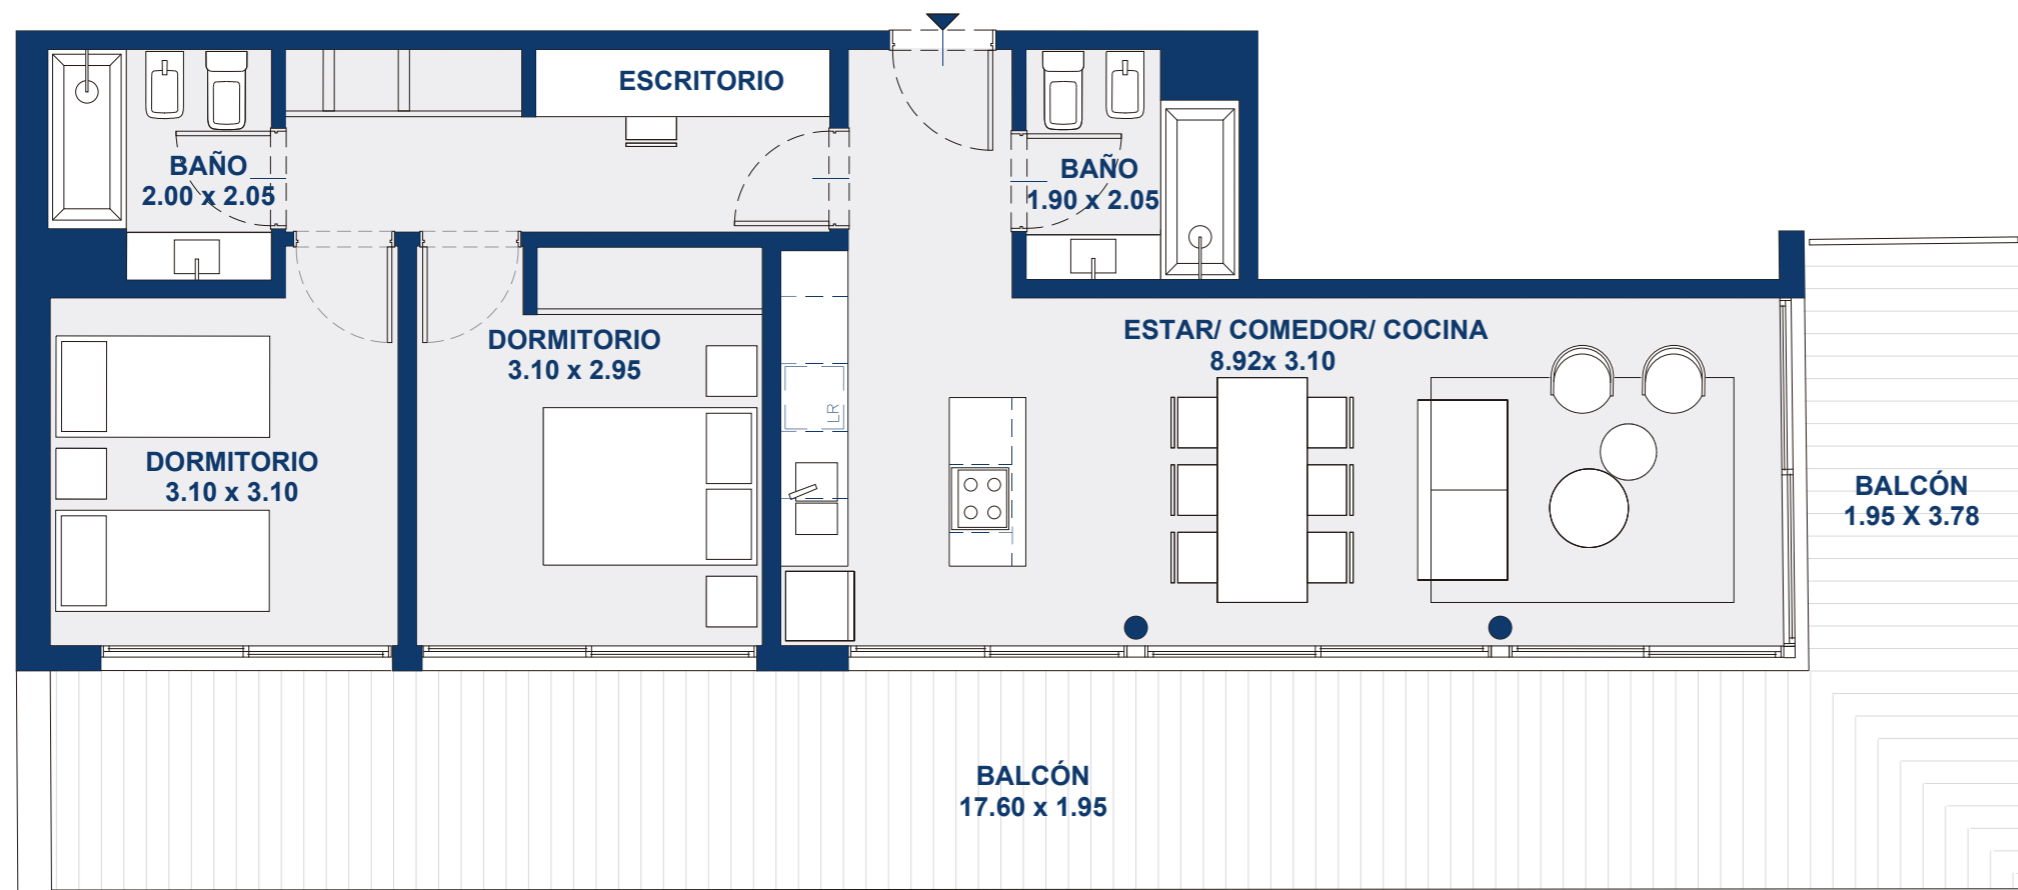 ESCRITORIO
BAÑO
2.00 x 2.05
BAÑO
1.90 x 2.05
DORMITORIO
3.10 x 2.95
ESTAR/ COMEDOR/ COCINA
8.92x 3.10
LR
DORMITORIO
3.10 x 3.10
BALCÓN
1.95 X 3.78
BALCÓN
17.60 x 1.95